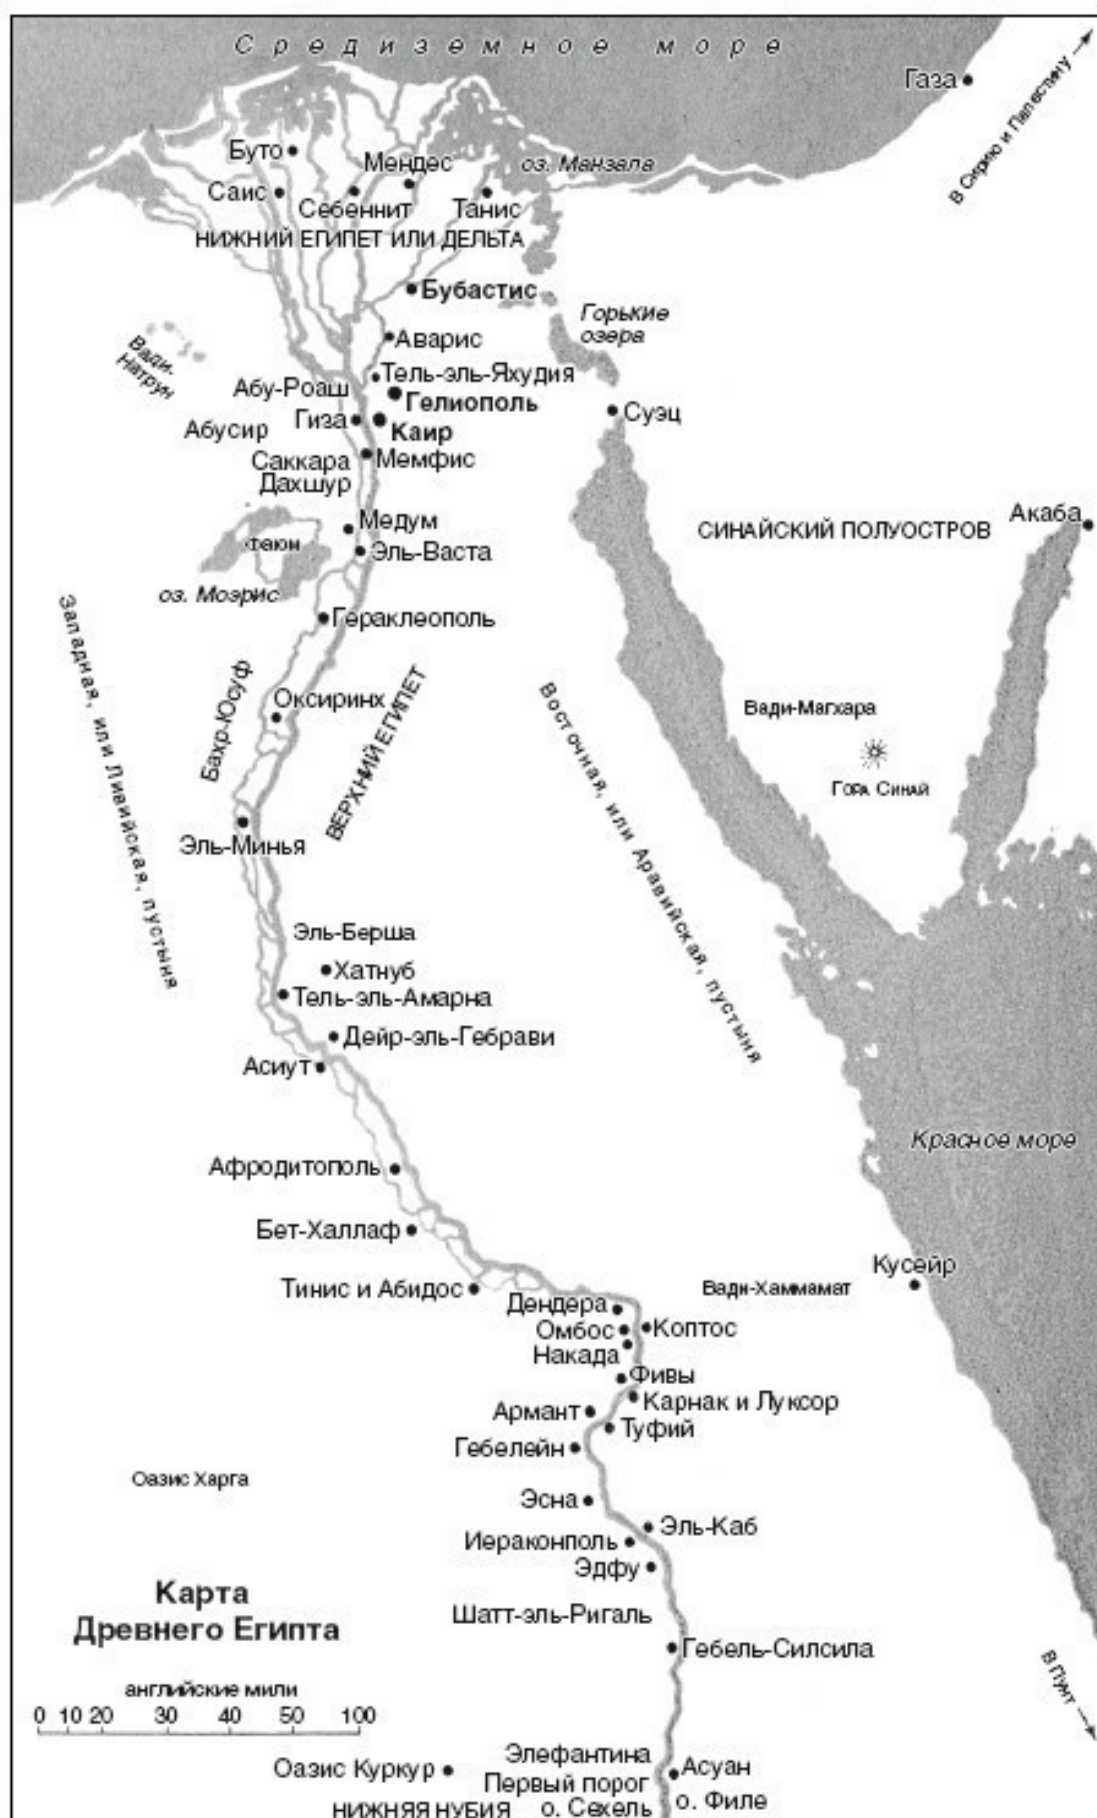 Средиземное море
Газа
В Сирию и Палестину
Буто
Мендес
оз. Манзала
Саис
Себеннит
Танис
НИЖНИЙ ЕГИПЕТ ИЛИ ДЕЛЬТА
Бубастис
Горькие
озера
Аварис
Вади-
Натрун
Тель-эль-Яхудия
Абу-Роаш
Гелиополь
Гиза
Каир
Суэц
Абусир
Саккара
Мемфис
Дахшур
Медум
Фаюм
Эль-Васта
СИНАЙСКИЙ ПОЛУОСТРОВ
Акаба
оз. Моэрис
Гераклеополь
Западная, или Ливийская, пустыня
Бахр-Юсуф
Оксиринх
ВЕРХНИЙ ЕГИПЕТ
Восточная, или Аравийская, пустыня
Вади-Магхара
ГОРА СИНАЙ
Эль-Минья
Эль-Берша
Хатнуб
Тель-эль-Амарна
Дейр-эль-Гебрави
Асиут
Красное море
Афродитополь
Бет-Халлаф
Кусейр
Тинис и Абидос
Вади-Хаммамат
Дендера
Омбос
Коптос
Накада
Фивы
Карнак и Луксор
Армант
Туфий
Гебелейн
Оазис Харга
Эсна
Эль-Каб
Иераконполь
Эдфу
Карта
Древнего Египта
Шатт-эль-Ригаль
Гебель-Силсила
В Пунт
английские мили
0 10 20 30 40 50 100
Элефантина
Оазис Куркур
Асуан
Первый порог
о. Филе
НИЖНЯЯ НУБИЯ
о. Сехель